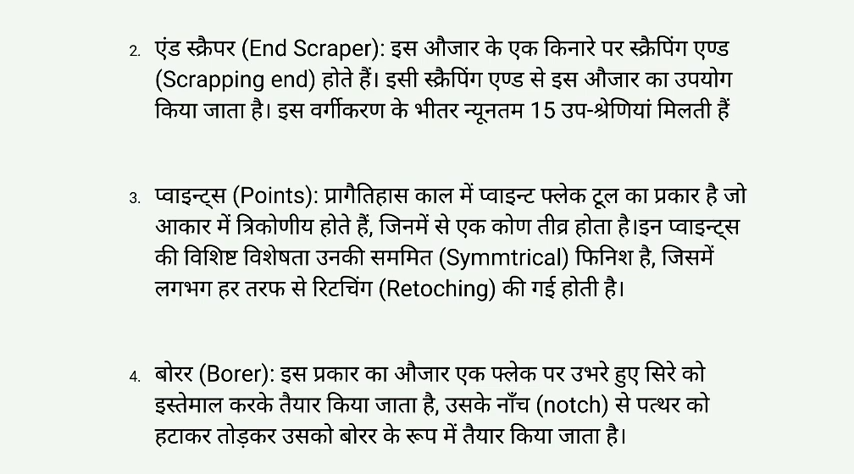 2. एंड स्क्रैपर (End Scraper): इस औजार के एक किनारे पर स्क्रैपिंग एण्ड
(Scrapping end) होते हैं। इसी स्क्रैपिंग एण्ड से इस औजार का उपयोग
किया जाता है। इस वर्गीकरण के भीतर न्यूनतम 15 उप-श्रेणियां मिलती हैं
3. प्वाइन्ट्स (Points): प्रागैतिहास काल में प्वाइन्ट फ्लेक टूल का प्रकार है जो
आकार में त्रिकोणीय होते हैं, जिनमें से एक कोण तीव्र होता है।इन प्वाइन्ट्स
की विशिष्ट विशेषता उनकी सममित (Symmtrical) फिनिश है, जिसमें
लगभग हर तरफ से रिटचिंग (Retoching) की गई होती है।
4. बोरर (Borer): इस प्रकार का औजार एक फ्लेक पर उभरे हुए सिरे को
इस्तेमाल करके तैयार किया जाता है, उसके नाँच (notch) से पत्थर को
हटाकर तोड़कर उसको बोरर के रूप में तैयार किया जाता है।